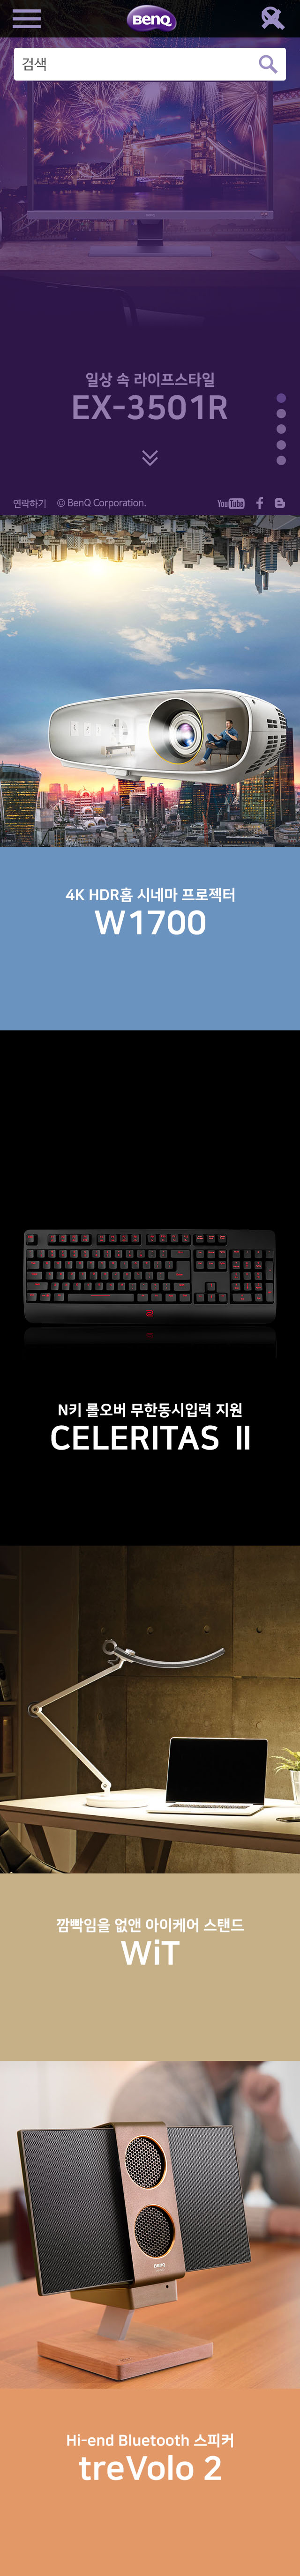 BenQ
검색
일상 속 라이프스타일
EX-3501R
연락하기 © BenQ Corporation.
YouTube
4K HDR홈 시네마 프로젝터
W1700
N키 롤오버 무한동시입력 지원
CELERITAS II
깜빡임을 없앤 아이케어 스탠드
WiT
BenQ
Hi-end Bluetooth 스피커
treVolo 2